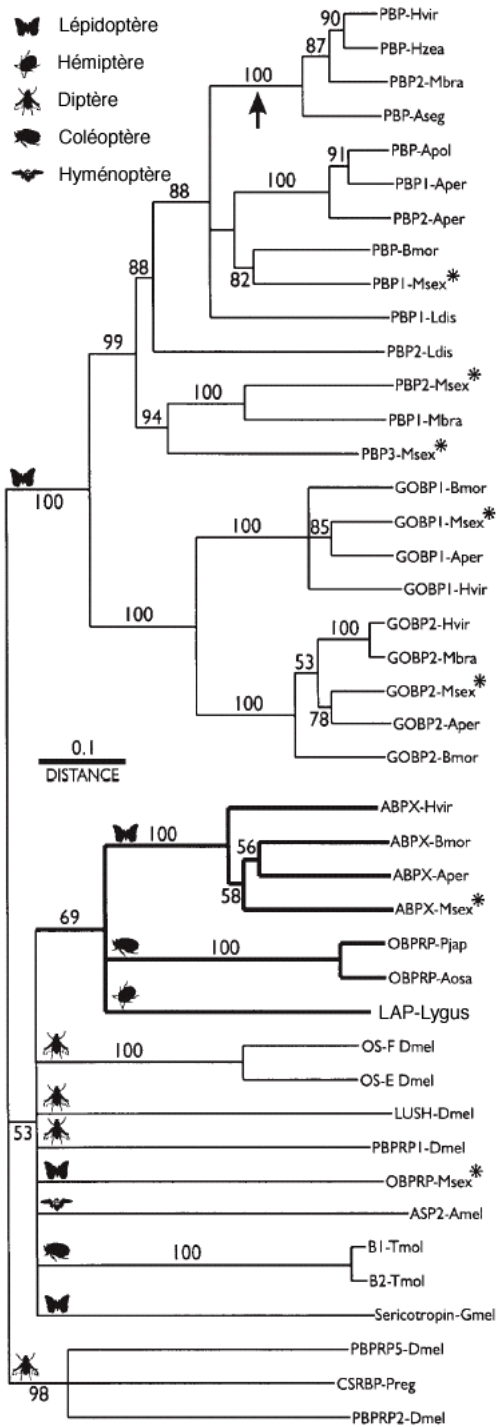 Lépidoptère
Hémiptère
Diptère
Coléoptère
Hyménoptère
90
PBP-Hvir
87
PBP-Hzea
100
PBP2-Mbra
PBP-Aseg
91
PBP-Apol
100
PBP1-Aper
88
PBP2-Aper
PBP-Bmor
88
82
PBP1-Msex*
PBP1-Ldis
99
PBP2-Ldis
100
PBP2-Msex*
94
PBP1-Mbra
PBP3-Msex*
100
GOBP1-Bmor
100
85
GOBP1-Msex*
GOBP1-Aper
GOBP1-Hvir
100
100
GOBP2-Hvir
53
GOBP2-Mbra
100
GOBP2-Msex*
78
GOBP2-Aper
GOBP2-Bmor
0.1
DISTANCE
ABPX-Hvir
100
56
ABPX-Bmor
ABPX-Aper
58
ABPX-Msex*
69
100
OBPRP-Pjap
OBPRP-Aosa
LAP-Lygus
100
OS-F Dmel
OS-E Dmel
LUSH-Dmel
53
PBPRP1-Dmel
OBPRP-Msex*
ASP2-Amel
100
B1-Tmol
B2-Tmol
Sericotropin-Gmel
PBPRP5-Dmel
98
CSRBP-Preg
PBPRP2-Dmel